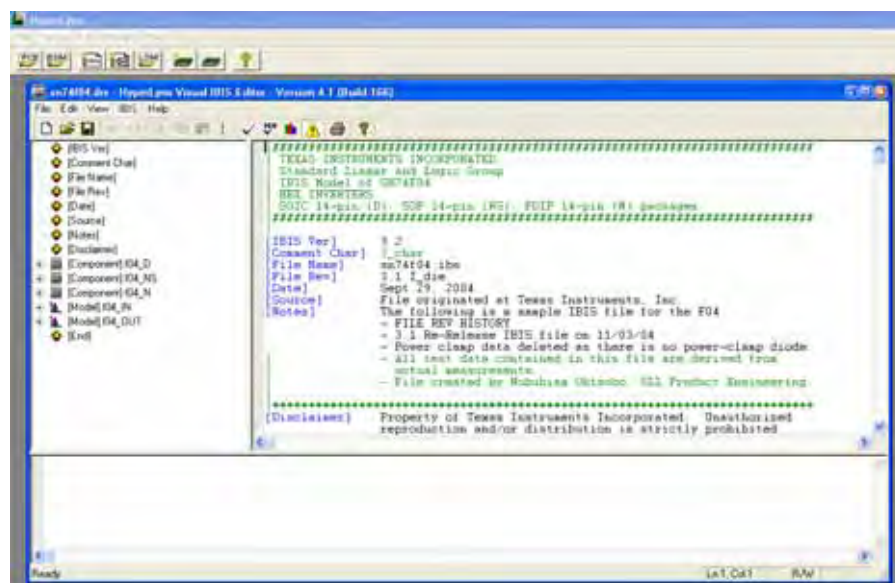 HyperLynx
sn74f04.ibs - HyperLynx Visual IBIS Editor - Version 4.1 (Build 166)
File Edit View IBIS Help
[IBIS Ver]
[Comment Char]
[File Name]
[File Rev]
[Date]
[Source]
[Notes]
[Disclaimer]
[Component] f04_D
[Component] f04_NS
[Component] f04_N
[Model] f04_IN
[Model] f04_OUT
[End]
TEXAS INSTRUMENTS INCORPORATED
Standard Linear and Logic Group
IBIS Model of SN74F04
HEX INVERTERS
SOIC 14-pin (D), SOP 14-pin (NS), PDIP 14-pin (N) packages
[IBIS Ver] 3.2
[Comment Char] |_char
[File Name] sn74f04.ibs
[File Rev] 3.1
[Date] Sept 29, 2004
[Source] File originated at Texas Instruments, Inc.
[Notes] The following is a sample IBIS file for the F04
- FILE REV HISTORY
- 3.1 Re-Release IBIS file on 11/03/04
- Power clamp data deleted as there is no power-clamp diode
- All test data contained in this file are derived from
actual measurements.
- File created by Product Engineering
[Disclaimer] Property of Texas Instruments Incorporated. Unauthorized
reproduction and/or distribution is strictly prohibited
Ready
Ln 1, Col 1 R/W